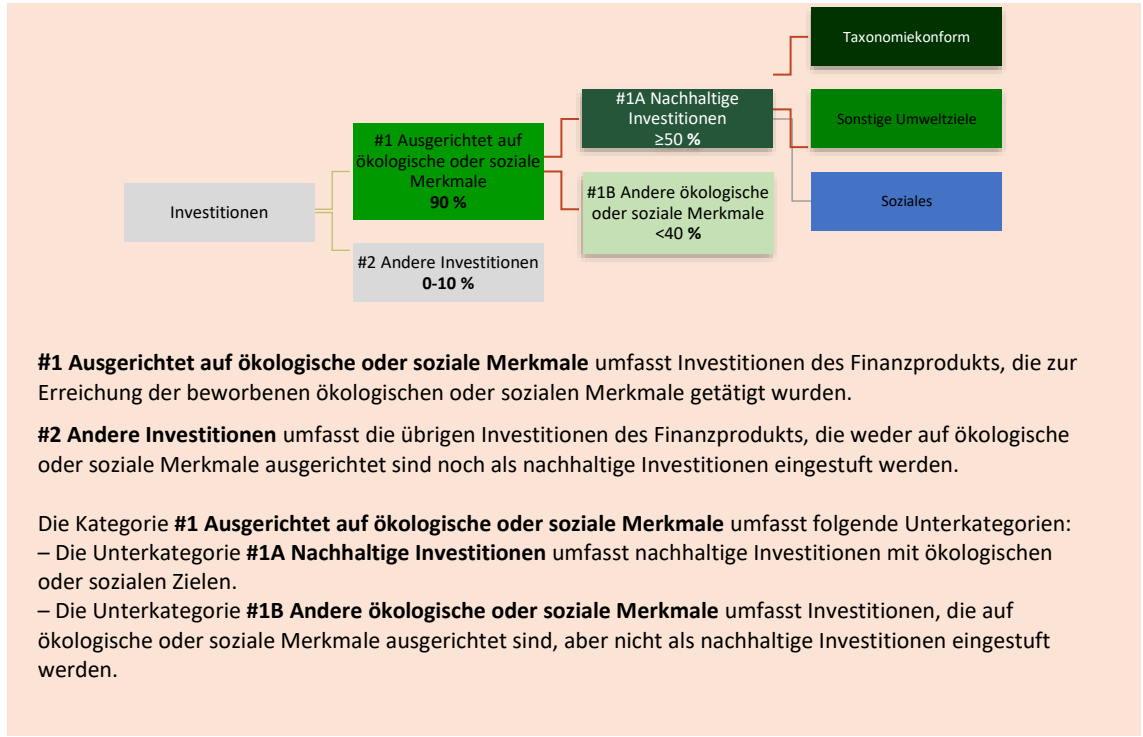 Investitionen
#1 Ausgerichtet auf
ökologische oder soziale
Merkmale
90 %
#2 Andere Investitionen
0-10 %
#1A Nachhaltige
Investitionen
≥50 %
#1B Andere ökologische
oder soziale Merkmale
<40 %
Taxonomiekonform
Sonstige Umweltziele
Soziales
#1 Ausgerichtet auf ökologische oder soziale Merkmale umfasst Investitionen des Finanzprodukts, die zur
Erreichung der beworbenen ökologischen oder sozialen Merkmale getätigt wurden.
#2 Andere Investitionen umfasst die übrigen Investitionen des Finanzprodukts, die weder auf ökologische
oder soziale Merkmale ausgerichtet sind noch als nachhaltige Investitionen eingestuft werden.
Die Kategorie #1 Ausgerichtet auf ökologische oder soziale Merkmale umfasst folgende Unterkategorien:
– Die Unterkategorie #1A Nachhaltige Investitionen umfasst nachhaltige Investitionen mit ökologischen
oder sozialen Zielen.
– Die Unterkategorie #1B Andere ökologische oder soziale Merkmale umfasst Investitionen, die auf
ökologische oder soziale Merkmale ausgerichtet sind, aber nicht als nachhaltige Investitionen eingestuft
werden.